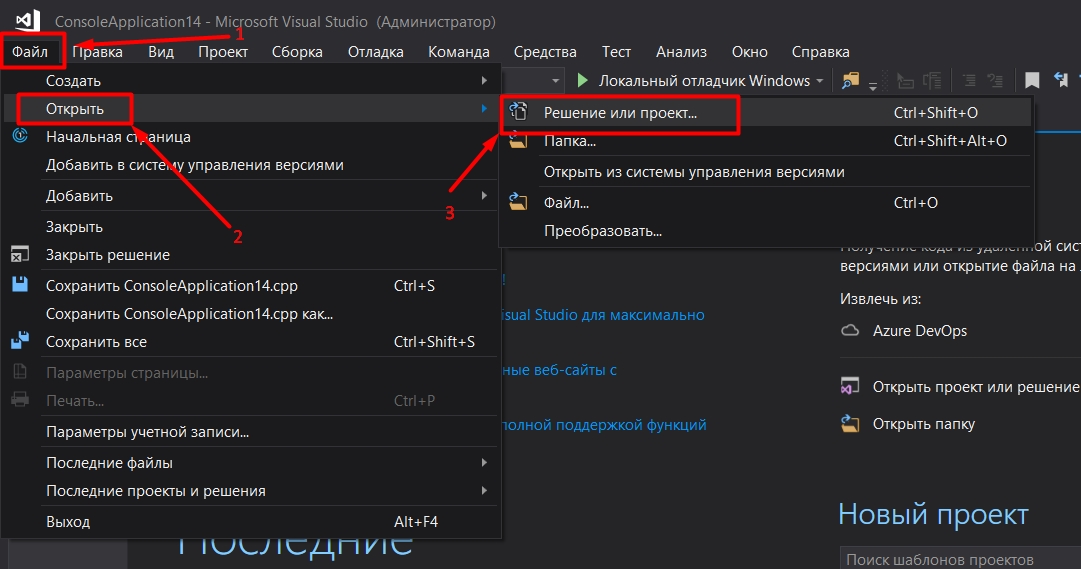 ConsoleApplication14 - Microsoft Visual Studio (Администратор)
Файл Правка Вид Проект Сборка Отладка Команда Средства Тест Анализ Окно Справка
1
Создать
Локальный отладчик Windows
Открыть
Решение или проект... Ctrl+Shift+O
Начальная страница
Папка... Ctrl+Shift+Alt+O
Добавить в систему управления версиями
Открыть из системы управления версиями
Добавить
Файл... Ctrl+O
3
Закрыть
Преобразовать...
2
Получение кода из удаленной
Закрыть решение
версиями или открытие файла на
Сохранить ConsoleApplication14.cpp Ctrl+S
Извлечь из:
Сохранить ConsoleApplication14.cpp как...
isual Studio для максимально
Azure DevOps
Сохранить все Ctrl+Shift+S
Параметры страницы...
ные веб-сайты с
Открыть проект или решение
Печать... Ctrl+P
полной поддержкой функций
Открыть папку
Параметры учетной записи...
Последние файлы
Последние проекты и решения
Новый проект
Выход Alt+F4
Последние
Поиск шаблонов проектов